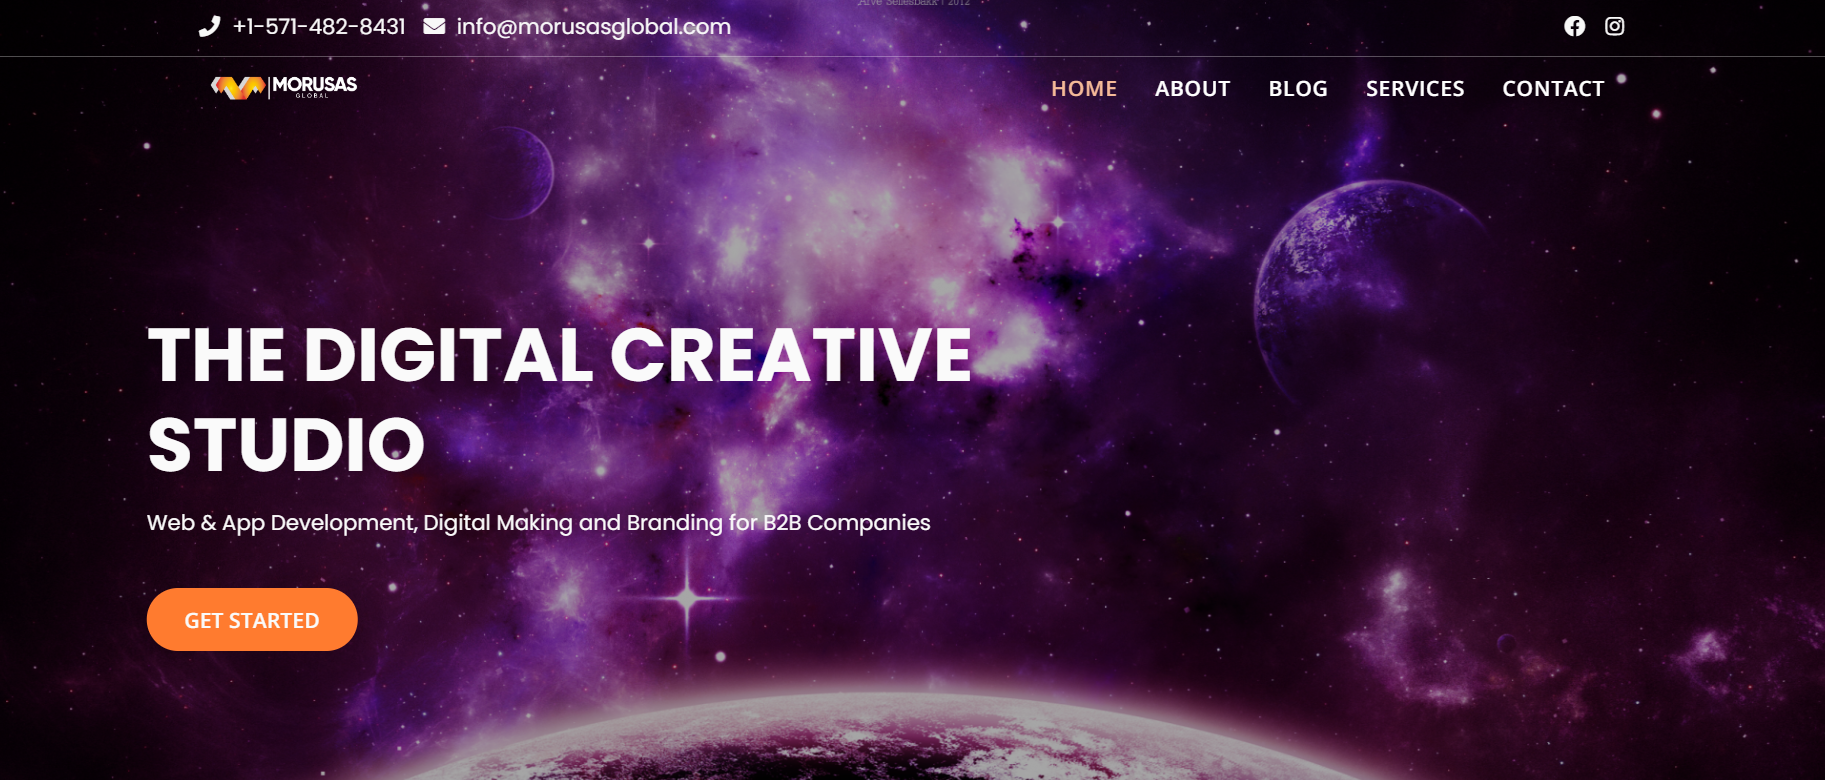 +1-571-482-8431 info@morusasglobal.com
MORUSAS
GLOBAL
HOME ABOUT BLOG SERVICES CONTACT
THE DIGITAL CREATIVE
STUDIO
Web & App Development, Digital Making and Branding for B2B Companies
GET STARTED